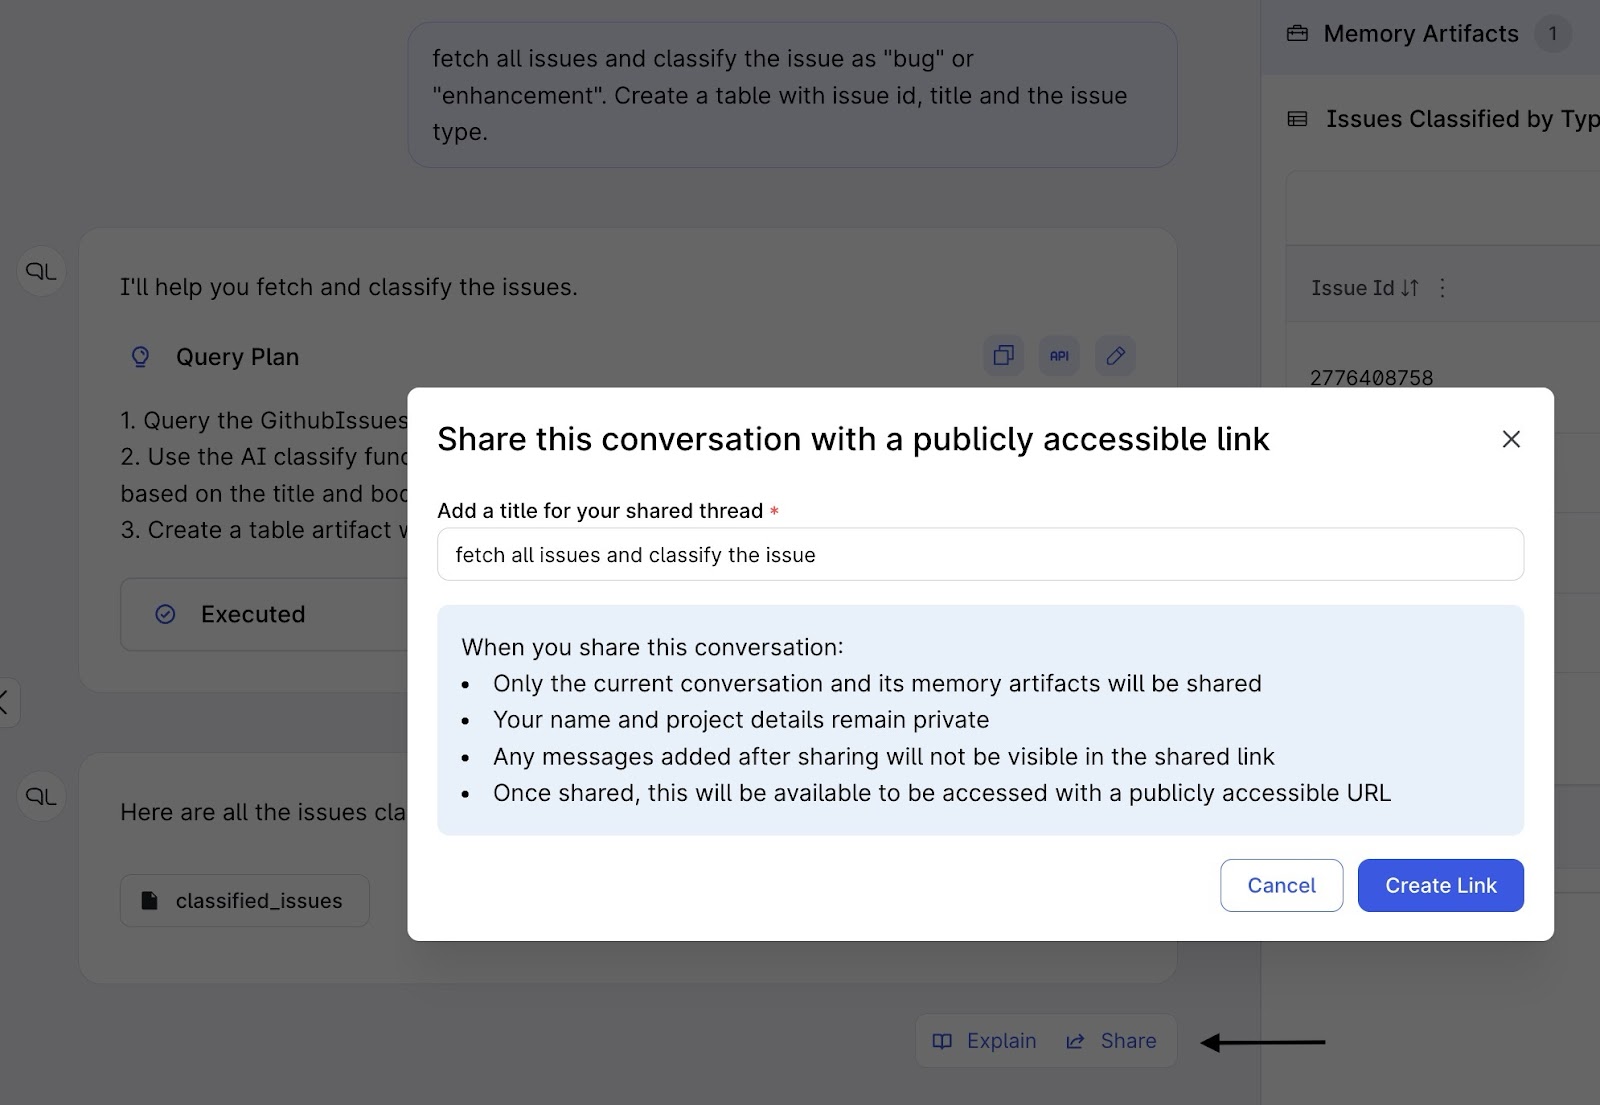 fetch all issues and classify the issue as "bug" or
"enhancement". Create a table with issue id, title and the issue
type.
Memory Artifacts 1
Issues Classified by Typ
Issue Id
2776408758
QL
I'll help you fetch and classify the issues.
Query Plan
API
1. Query the GithubIssues
2. Use the AI classify func
based on the title and
3. Create a table artifact
Executed
Share this conversation with a publicly accessible link
Add a title for your shared thread *
fetch all issues and classify the issue
When you share this conversation:
• Only the current conversation and its memory artifacts will be shared
• Your name and project details remain private
• Any messages added after sharing will not be visible in the shared link
• Once shared, this will be available to be accessed with a publicly accessible URL
Cancel
Create Link
QL
Here are all the issues cla
classified_issues
Explain
Share